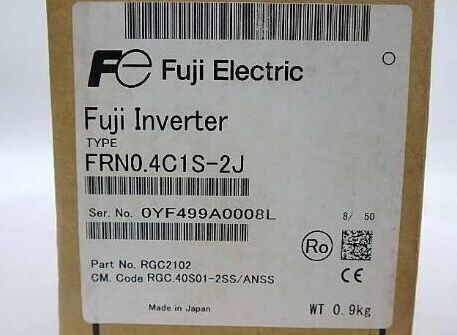 Fe Fuji Electric
Fuji Inverter
TYPE
FRN0.4C1S-2J
Ser. No. 0YF499A0008L
8/ 50
Ro
Part No. RGC2102
CM. Code RGC.40S01-2SS/ANSS
CE
Made in Japan
WT 0.9kg